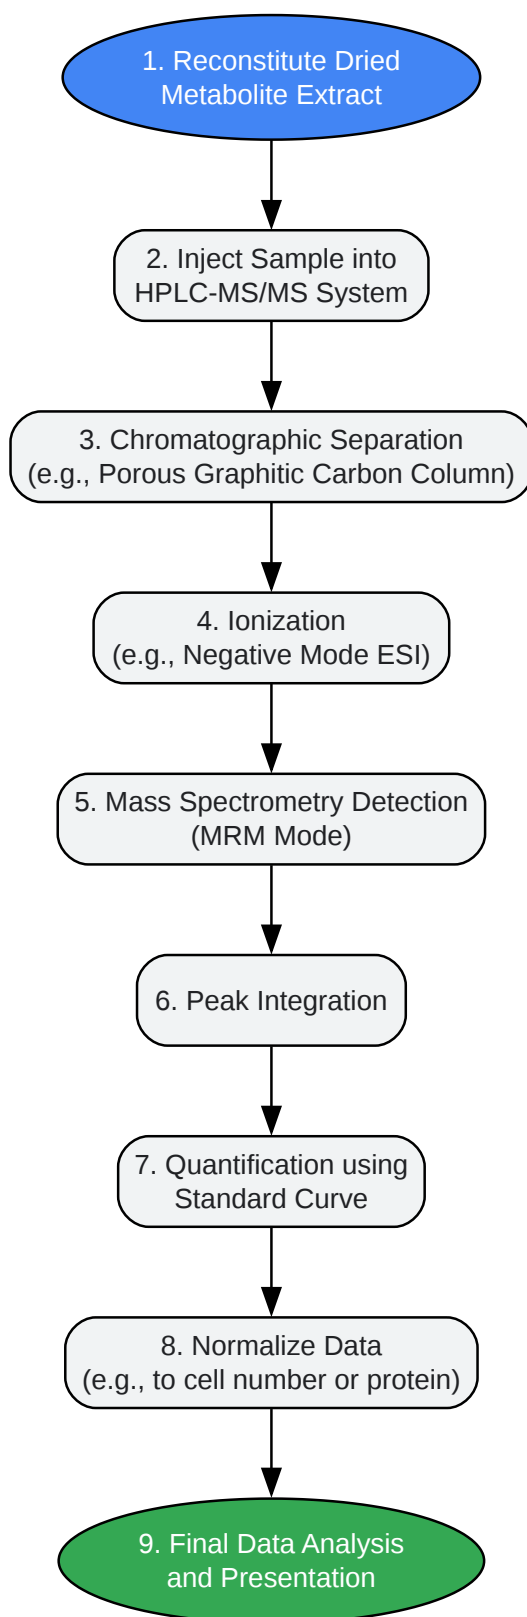 1. Reconstitute Dried
Metabolite Extract
2. Inject Sample into
HPLC-MS/MS System
3. Chromatographic Separation
(e.g., Porous Graphitic Carbon Column)
4. Ionization
(e.g., Negative Mode ESI)
5. Mass Spectrometry Detection
(MRM Mode)
6. Peak Integration
7. Quantification using
Standard Curve
8. Normalize Data
(e.g., to cell number or protein)
9. Final Data Analysis
and Presentation